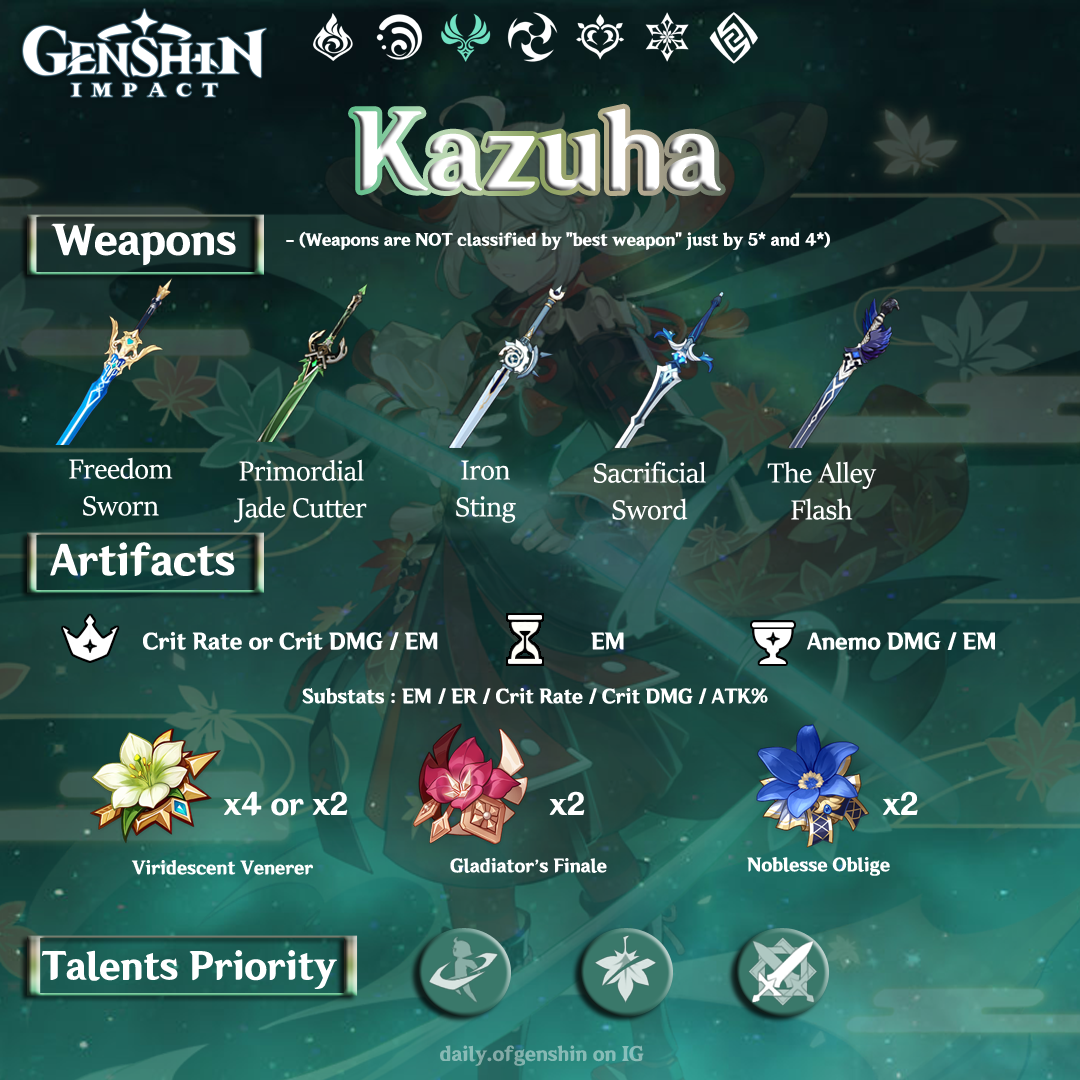 GENSHIN
IMPACT
Kazuha
Weapons
- (Weapons are NOT classified by "best weapon" just by 5* and 4*)
Freedom
Sworn
Primordial
Jade Cutter
Iron
Sting
Sacrificial
Sword
The Alley
Flash
Artifacts
Crit Rate or Crit DMG / EM
EM
Anemo DMG / EM
Substats : EM / ER / Crit Rate / Crit DMG / ATK%
x4 or x2
x2
x2
Viridescent Venerer
Gladiator's Finale
Noblesse Oblige
Talents Priority
daily.ofgenshin on IG